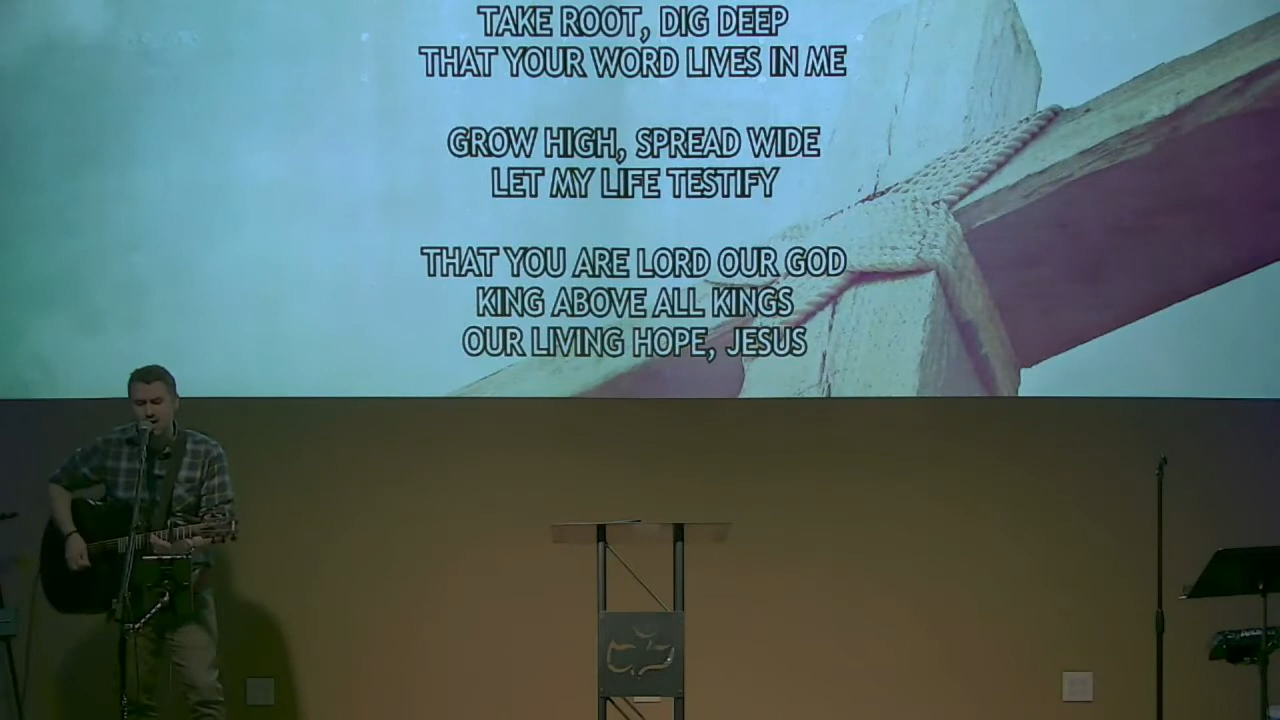 TAKE ROOT, DIG DEEP
THAT YOUR WORD LIVES IN ME
GROW HIGH, SPREAD WIDE
LET MY LIFE TESTIFY
THAT YOU ARE LORD OUR GOD
KING ABOVE ALL KINGS
OUR LIVING HOPE, JESUS